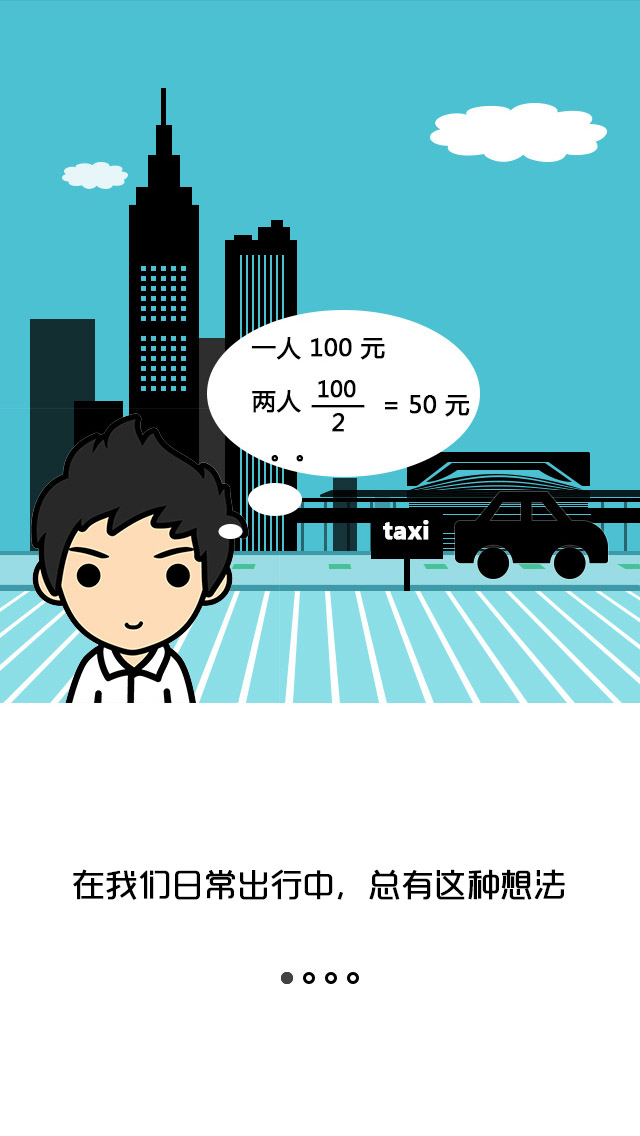 一人 100 元
两人 100/2 = 50 元
。。
taxi
在我们日常出行中，总有这种想法